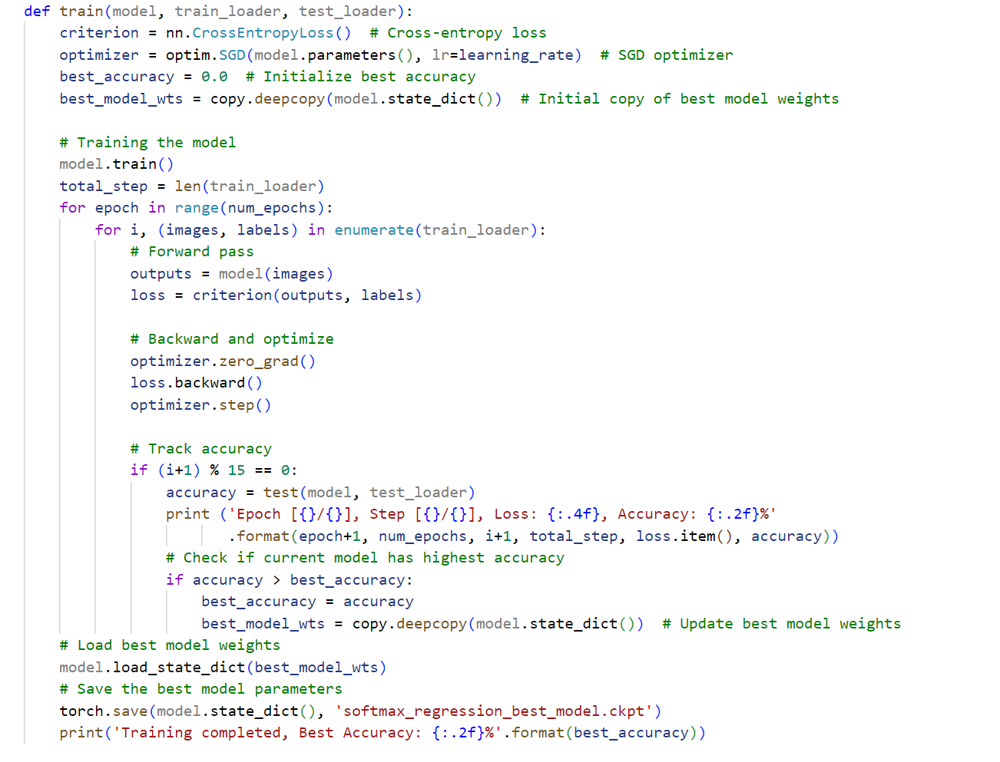 def train(model, train_loader, test_loader):
    criterion = nn.CrossEntropyLoss()  # Cross-entropy loss
    optimizer = optim.SGD(model.parameters(), lr=learning_rate)  # SGD optimizer
    best_accuracy = 0.0  # Initialize best accuracy
    best_model_wts = copy.deepcopy(model.state_dict())  # Initial copy of best model weights

    # Training the model
    model.train()
    total_step = len(train_loader)
    for epoch in range(num_epochs):
        for i, (images, labels) in enumerate(train_loader):
            # Forward pass
            outputs = model(images)
            loss = criterion(outputs, labels)

            # Backward and optimize
            optimizer.zero_grad()
            loss.backward()
            optimizer.step()

            # Track accuracy
            if (i+1) % 15 == 0:
                accuracy = test(model, test_loader)
                print ('Epoch [{}/{}], Step [{}/{}], Loss: {:.4f}, Accuracy: {:.2f}%'
                       .format(epoch+1, num_epochs, i+1, total_step, loss.item(), accuracy))
                # Check if current model has highest accuracy
                if accuracy > best_accuracy:
                    best_accuracy = accuracy
                    best_model_wts = copy.deepcopy(model.state_dict())  # Update best model weights
    # Load best model weights
    model.load_state_dict(best_model_wts)
    # Save the best model parameters
    torch.save(model.state_dict(), 'softmax_regression_best_model.ckpt')
    print('Training completed, Best Accuracy: {:.2f}%'.format(best_accuracy))